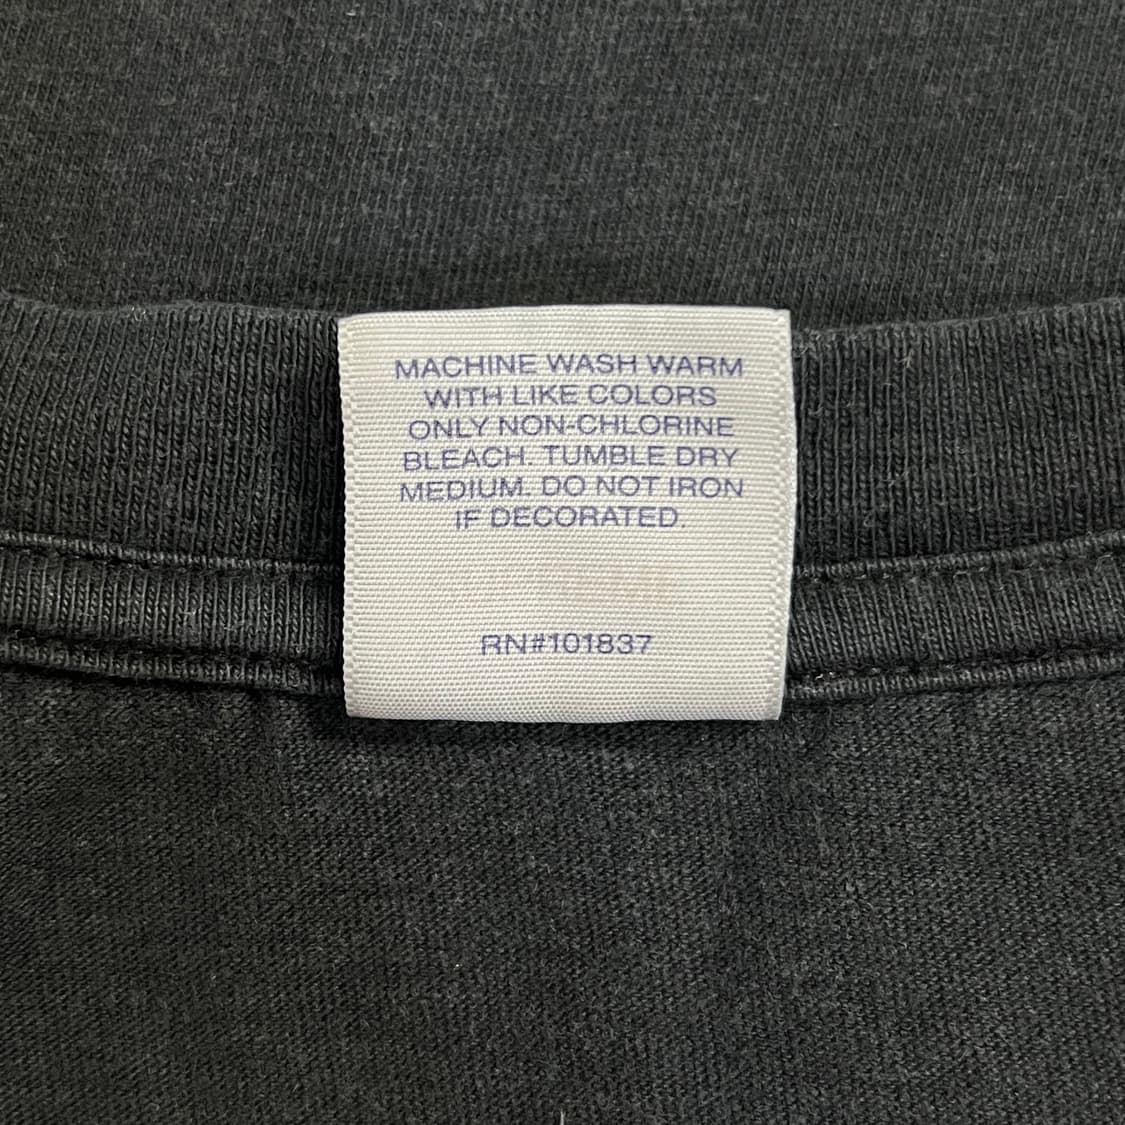 MACHINE WASH WARM
WITH LIKE COLORS
ONLY NON-CHLORINE
BLEACH. TUMBLE DRY
MEDIUM. DO NOT IRON
IF DECORATED.
RN#101837